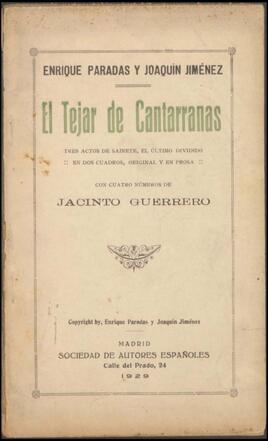 ENRIQUE PARADAS Y JOAQUÍN JIMÉNEZ
El Tejar de Cantarranas
TRES ACTOS DE SAINETE, EL ÚLTIMO DIVIDIDO
:: EN DOS CUADROS, ORIGINAL Y EN PROSA ::
CON CUATRO NÚMEROS DE
JACINTO GUERRERO
Copyright by, Enrique Paradas y Joaquín Jiménez
MADRID
SOCIEDAD DE AUTORES ESPAÑOLES
Calle del Prado, 24
1929